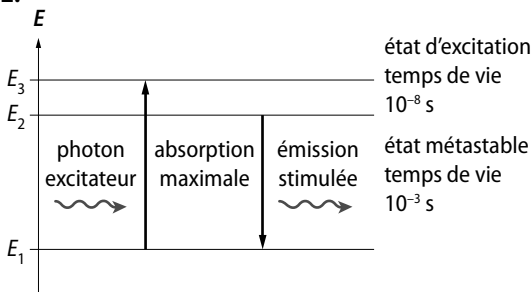 E
état d’excitation
temps de vie
10⁻⁸ s
E₃
E₂
photon
excitateur
absorption
maximale
émission
stimulée
état métastable
temps de vie
10⁻³ s
E₁